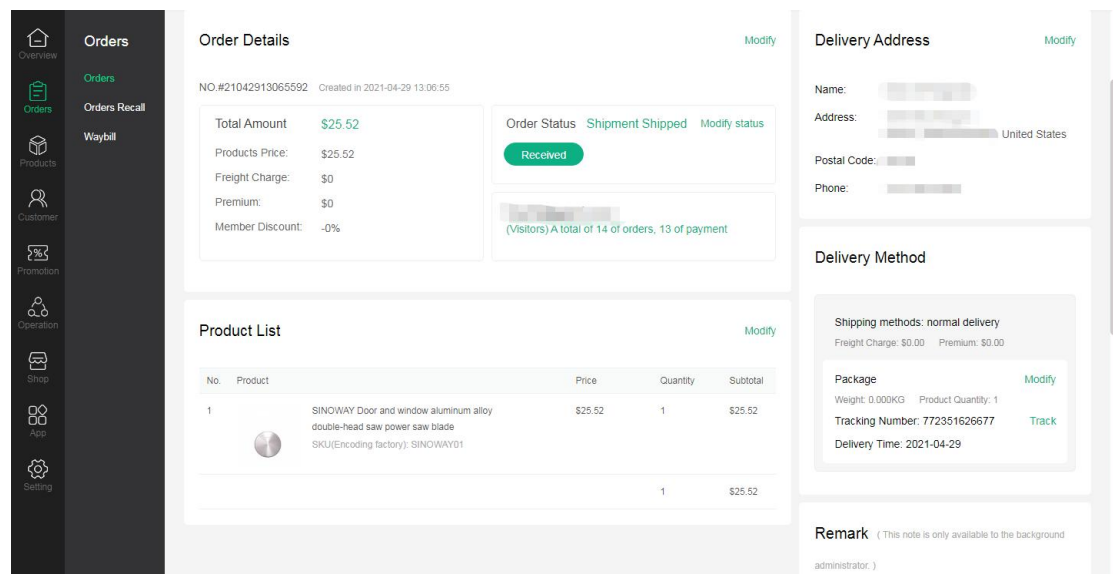 Overview
Orders
Products
Customer
Promotion
Operation
Shop
App
Setting
Orders
Orders
Orders Recall
Waybill
Order Details
Modify
NO.#21042913065592 Created in 2021-04-29 13:06:55
Total Amount $25.52
Products Price: $25.52
Freight Charge: $0
Premium: $0
Member Discount: -0%
Order Status Shipment Shipped Modify status
Received
(Visitors) A total of 14 of orders, 13 of payment
Product List
Modify
No. Product Price Quantity Subtotal
1 SINOWAY Door and window aluminum alloy $25.52 1 $25.52
double-head saw power saw blade
SKU(Encoding factory): SINOWAY01
1 $25.52
Delivery Address
Modify
Name:
Address:
United States
Postal Code:
Phone:
Delivery Method
Shipping methods: normal delivery
Freight Charge: $0.00 Premium: $0.00
Package Modify
Weight: 0.000KG Product Quantity: 1
Tracking Number: 772351626677 Track
Delivery Time: 2021-04-29
Remark ( This note is only available to the background
administrator. )